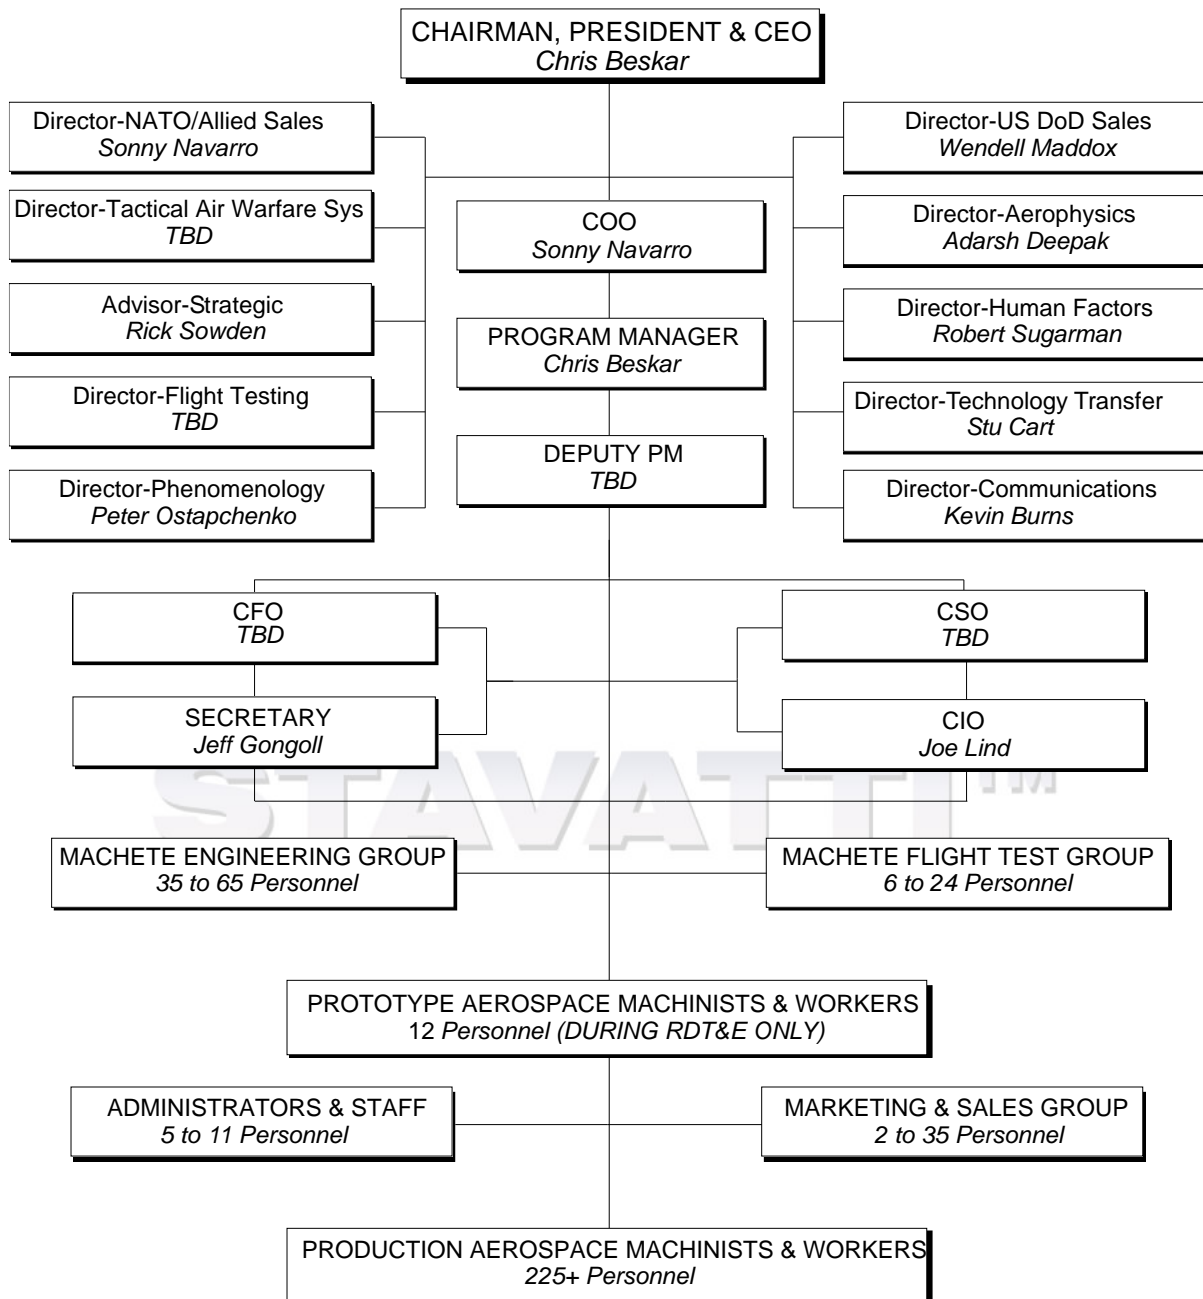 CHAIRMAN, PRESIDENT & CEO
Chris Beskar
Director-NATO/Allied Sales
Sonny Navarro
Director-US DoD Sales
Wendell Maddox
Director-Tactical Air Warfare Sys
TBD
COO
Sonny Navarro
Director-Aerophysics
Adarsh Deepak
Advisor-Strategic
Rick Sowden
PROGRAM MANAGER
Chris Beskar
Director-Human Factors
Robert Sugarman
Director-Flight Testing
TBD
Director-Technology Transfer
Stu Cart
DEPUTY PM
TBD
Director-Phenomenology
Peter Ostapchenko
Director-Communications
Kevin Burns
CFO
TBD
CSO
TBD
SECRETARY
Jeff Gongoll
CIO
Joe Lind
STAVATTI™
MACHETE ENGINEERING GROUP
35 to 65 Personnel
MACHETE FLIGHT TEST GROUP
6 to 24 Personnel
PROTOTYPE AEROSPACE MACHINISTS & WORKERS
12 Personnel (DURING RDT&E ONLY)
ADMINISTRATORS & STAFF
5 to 11 Personnel
MARKETING & SALES GROUP
2 to 35 Personnel
PRODUCTION AEROSPACE MACHINISTS & WORKERS
225+ Personnel